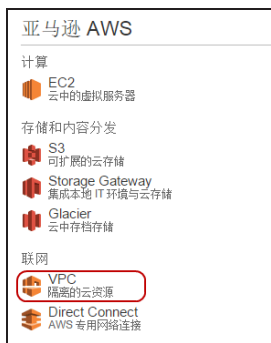 亚马逊 AWS
计算
EC2
云中的虚拟服务器
存储和内容分发
S3
可扩展的云存储
Storage Gateway
集成本地 IT 环境与云存储
Glacier
云中存档存储
联网
VPC
隔离的云资源
Direct Connect
AWS 专用网络连接